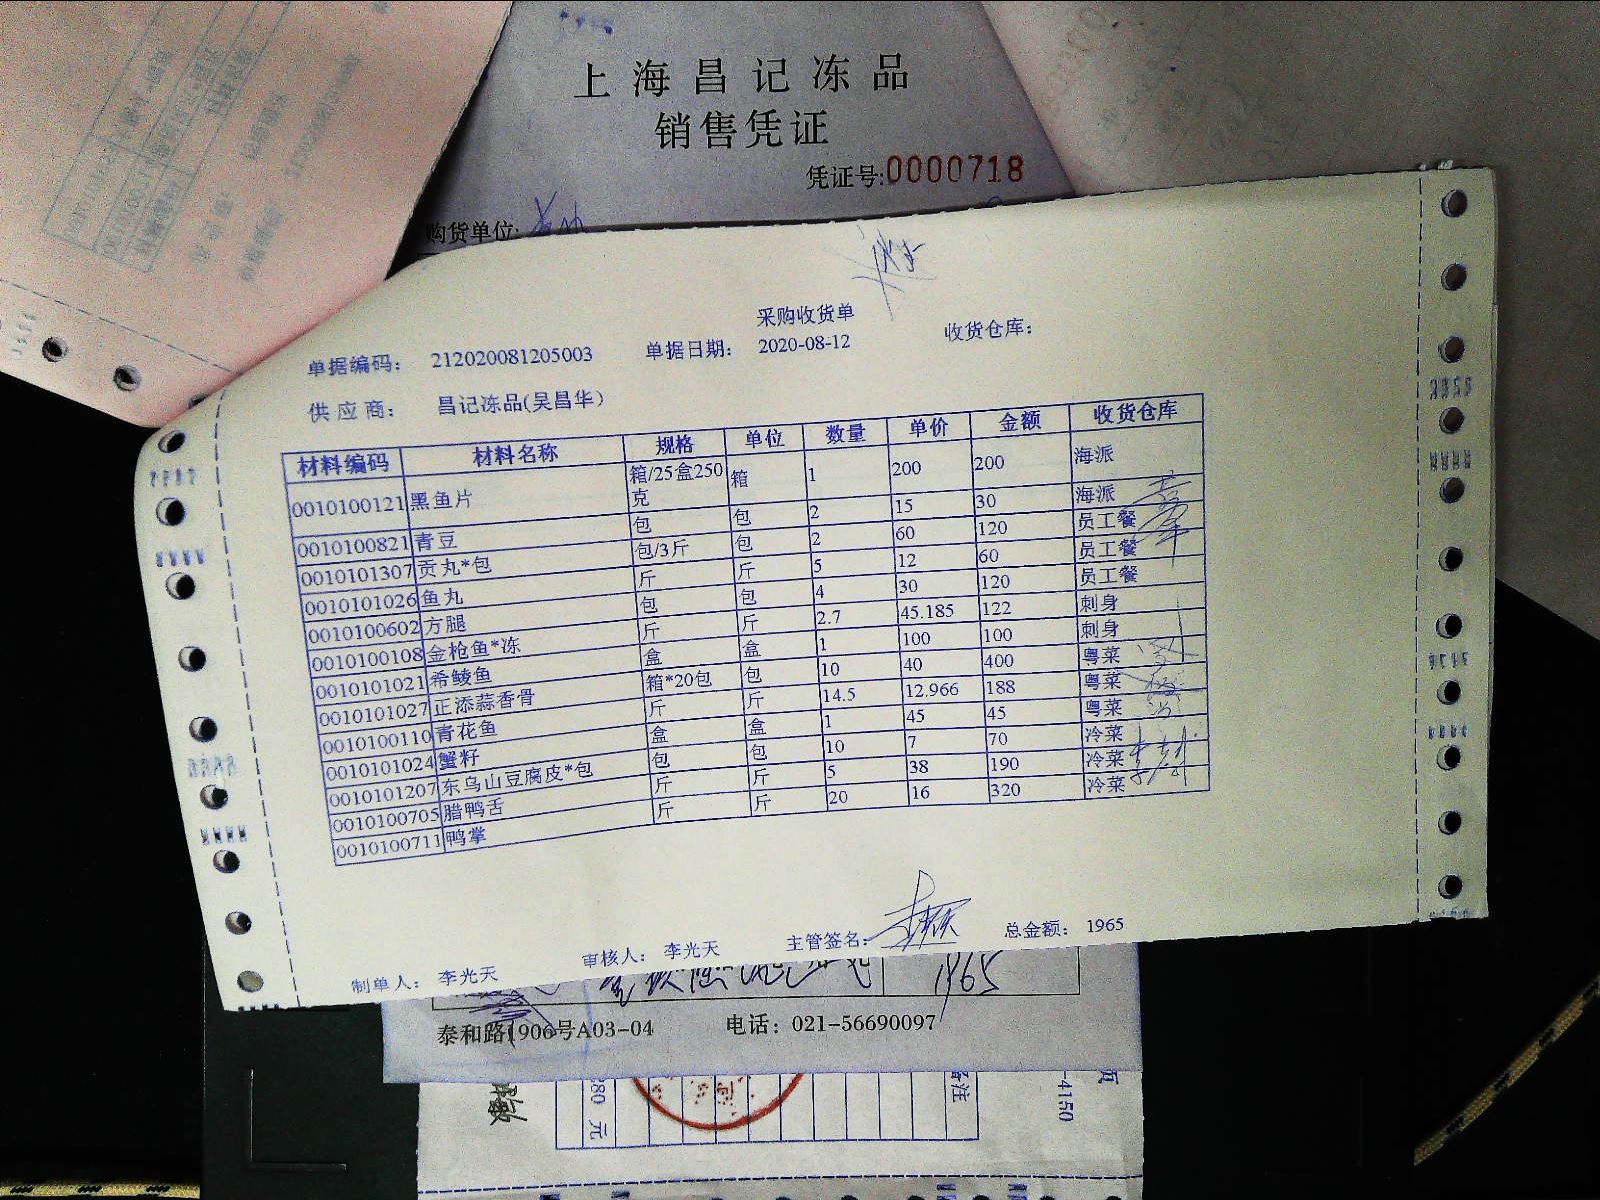 上海昌记冻品
销售凭证
凭证号:0000718
购货单位:
采购收货单
单据编码： 212020081205003 单据日期： 2020-08-12 收货仓库：
供应商： 昌记冻品(吴昌华)
材料编码 材料名称 规格 单位 数量 单价 金额 收货仓库
0010100121 黑鱼片 箱/25盒250克 箱 1 200 200 海派
0010100821 青豆 包 包 2 15 30 海派
0010101307 贡丸*包 包/3斤 包 2 60 120 员工餐
0010101026 鱼丸 斤 斤 5 12 60 员工餐
0010100602 方腿 包 包 4 30 120 员工餐
0010100108 金枪鱼*冻 斤 斤 2.7 45.185 122 刺身
0010101021 希鲮鱼 盒 盒 1 100 100 刺身
0010101027 正添蒜香骨 箱*20包 包 10 40 400 粤菜
0010100110 青花鱼 斤 斤 14.5 12.966 188 粤菜
0010101024 蟹籽 盒 盒 1 45 45 粤菜
0010101207 东乌山豆腐皮*包 包 包 10 7 70 冷菜
0010100705 腊鸭舌 斤 斤 5 38 190 冷菜
0010100711 鸭掌 斤 斤 20 16 320 冷菜
制单人： 李光天 审核人： 李光天 主管签名： 总金额： 1965
1965
泰和路1906号A03-04 电话：021-56690097
380 元
备注
-4150
页